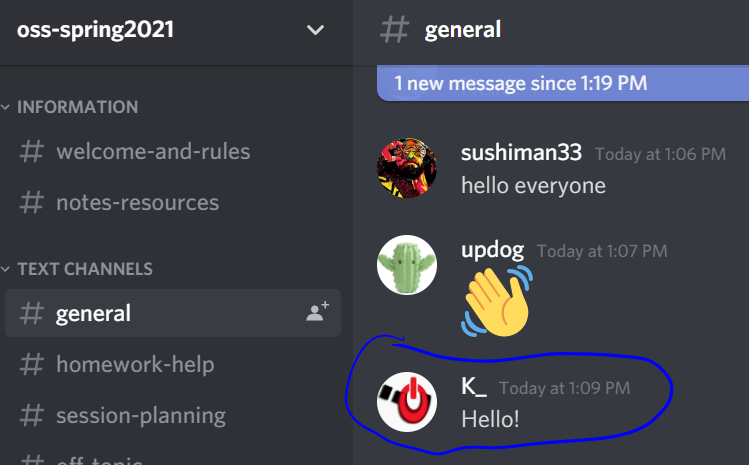 oss-spring2021
INFORMATION
# welcome-and-rules
# notes-resources
TEXT CHANNELS
# general
# homework-help
# session-planning
off-topic
# general
1 new message since 1:19 PM
sushiman33 Today at 1:06 PM
hello everyone
updog Today at 1:07 PM
K_ Today at 1:09 PM
Hello!